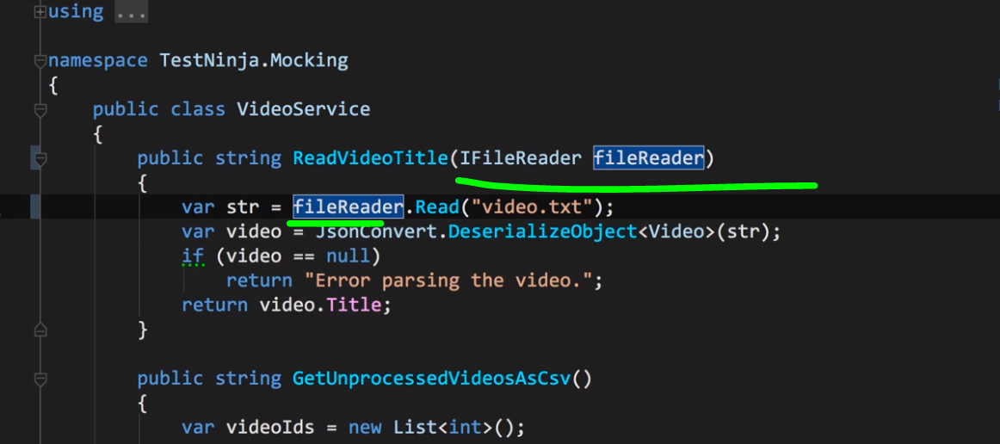 using ...
namespace TestNinja.Mocking
{
public class VideoService
{
public string ReadVideoTitle(IFileReader fileReader)
{
var str = fileReader.Read("video.txt");
var video = JsonConvert.DeserializeObject<Video>(str);
if (video == null)
return "Error parsing the video.";
return video.Title;
}
public string GetUnprocessedVideosAsCsv()
{
var videoIds = new List<int>();